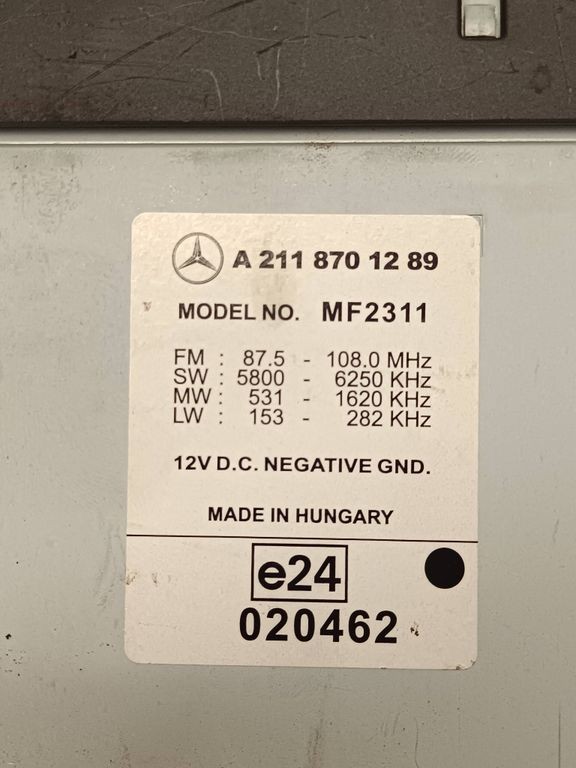 A 211 870 12 89
MODEL NO. MF2311
FM : 87.5 - 108.0 MHz
SW : 5800 - 6250 KHz
MW : 531 - 1620 KHz
LW : 153 - 282 KHz
12V D.C. NEGATIVE GND.
MADE IN HUNGARY
e24
020462